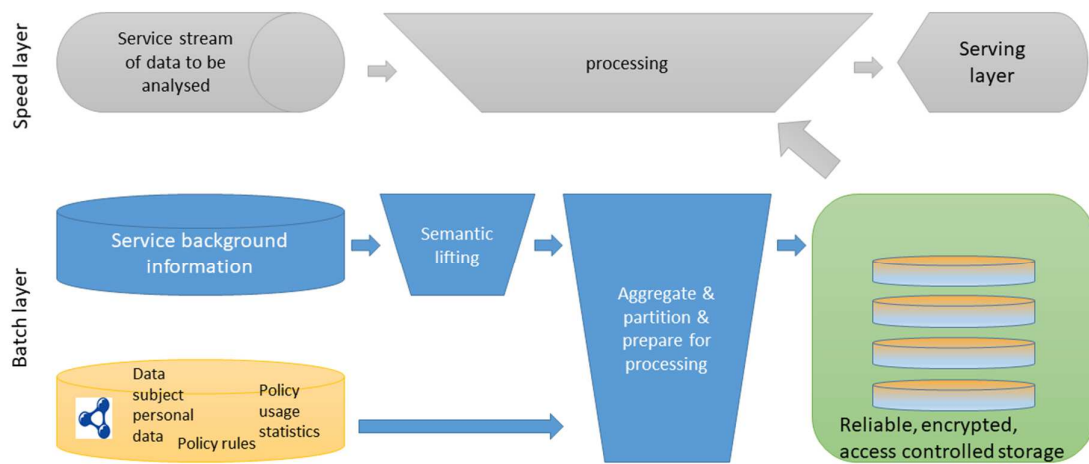 Speed layer
Service stream
of data to be
analysed
processing
Serving
layer
Batch layer
Service background
information
Semantic
lifting
Aggregate &
partition &
prepare for
processing
Data
subject
personal
data
Policy
usage
statistics
Policy rules
Reliable, encrypted,
access controlled storage